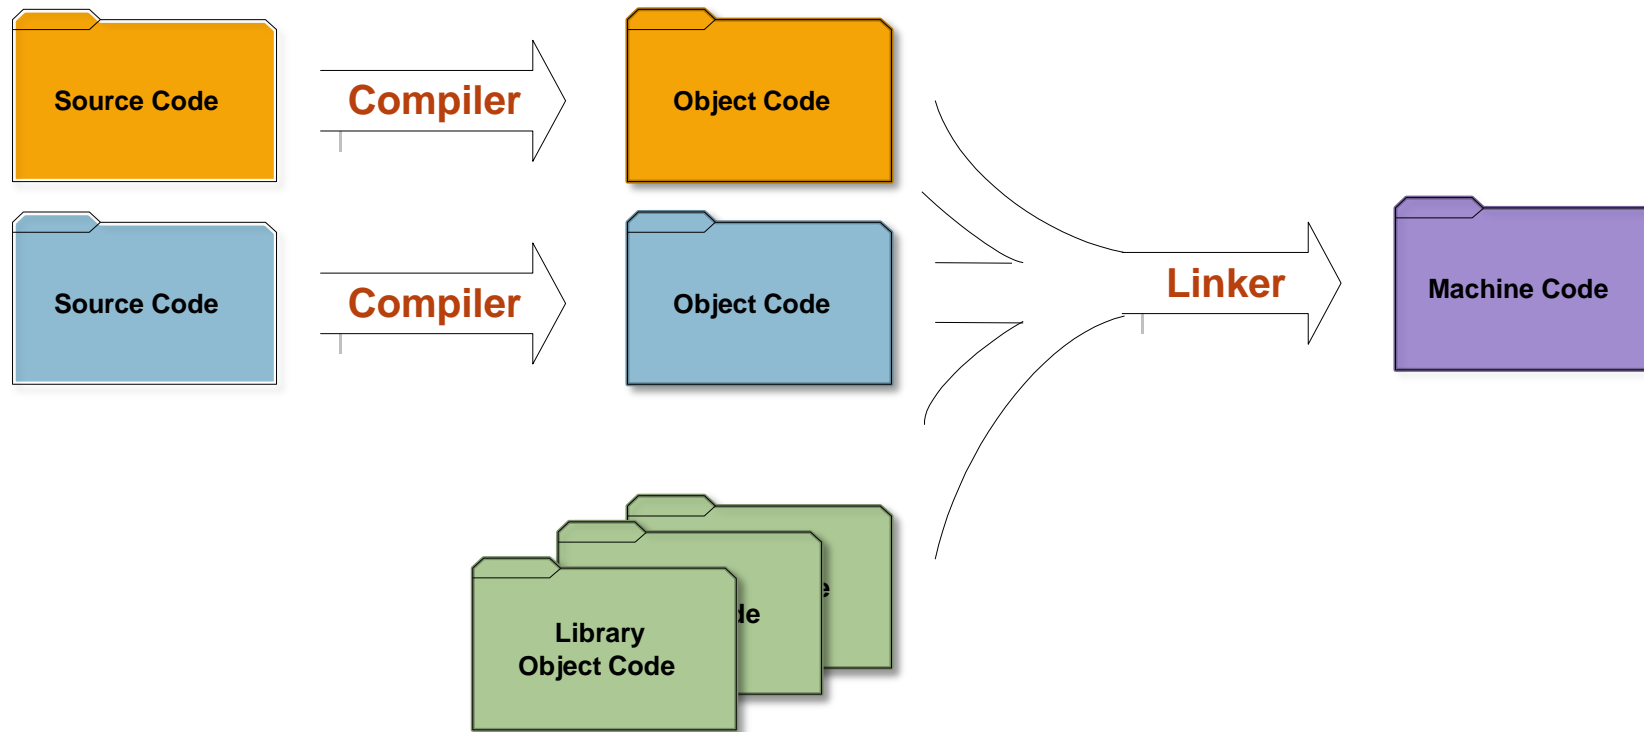 Source Code
Compiler
Object Code
Source Code
Compiler
Object Code
Linker
Machine Code
Library
Object Code